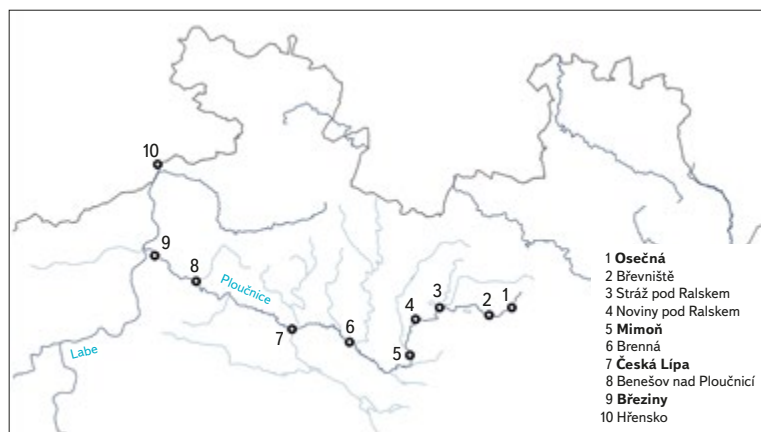 10
9
8
Ploučnice
7
6
5
4
3
2
1
Labe
1 Osečná
2 Břevniště
3 Stráž pod Ralskem
4 Noviny pod Ralskem
5 Mimoň
6 Brenná
7 Česká Lípa
8 Benešov nad Ploučnicí
9 Březiny
10 Hřensko